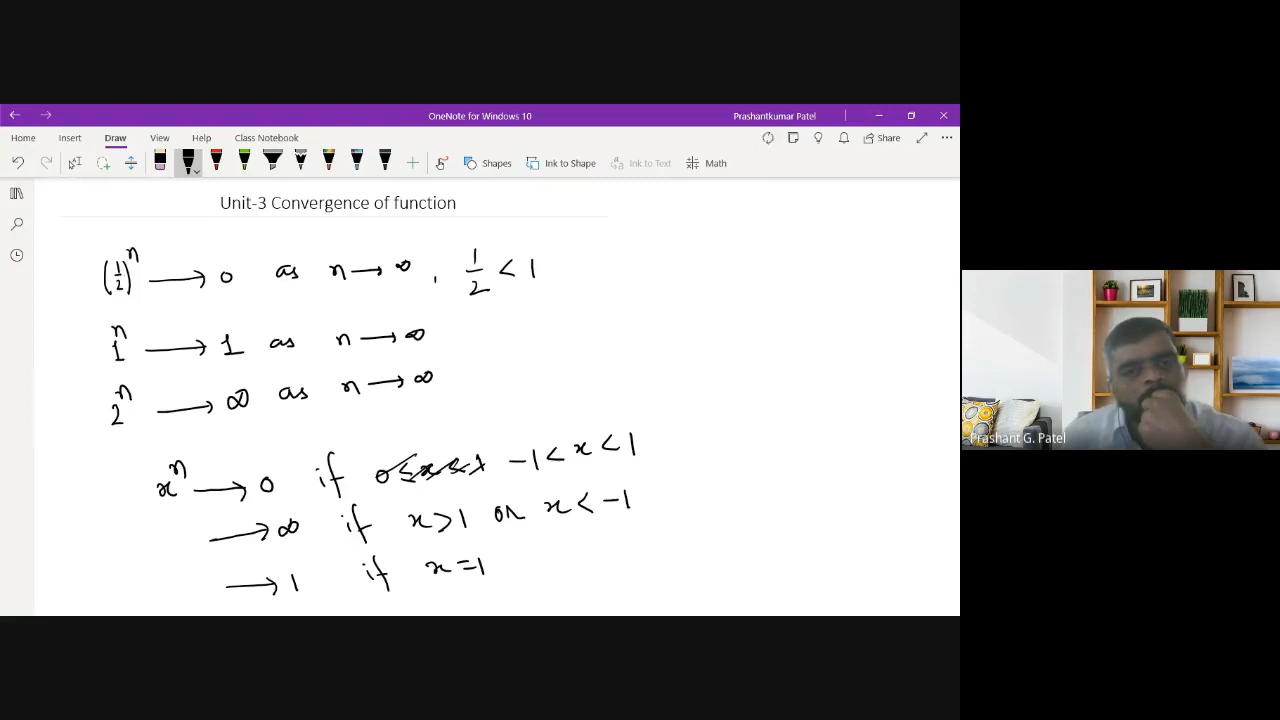 OneNote for Windows 10
Prashantkumar Patel
Home Insert Draw View Help Class Notebook
Share
Shapes Ink to Shape Ink to Text Math
Unit-3 Convergence of function
(1/2)^n → 0 as n → ∞, 1/2 < 1
1^n → 1 as n → ∞
2^n → ∞ as n → ∞
x^n → 0 if -1 < x < 1
→ ∞ if x > 1 or x < -1
→ 1 if x = 1
Prashant G. Patel